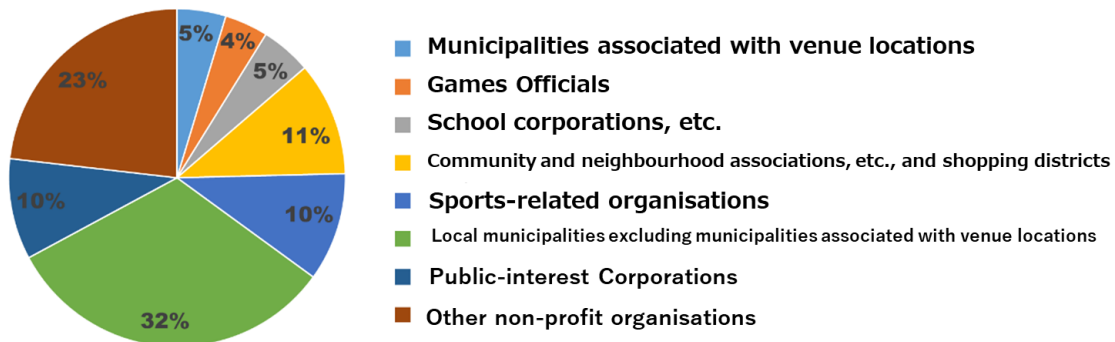 5%
4%
5%
11%
10%
32%
10%
23%
Municipalities associated with venue locations
Games Officials
School corporations, etc.
Community and neighbourhood associations, etc., and shopping districts
Sports-related organisations
Local municipalities excluding municipalities associated with venue locations
Public-interest Corporations
Other non-profit organisations